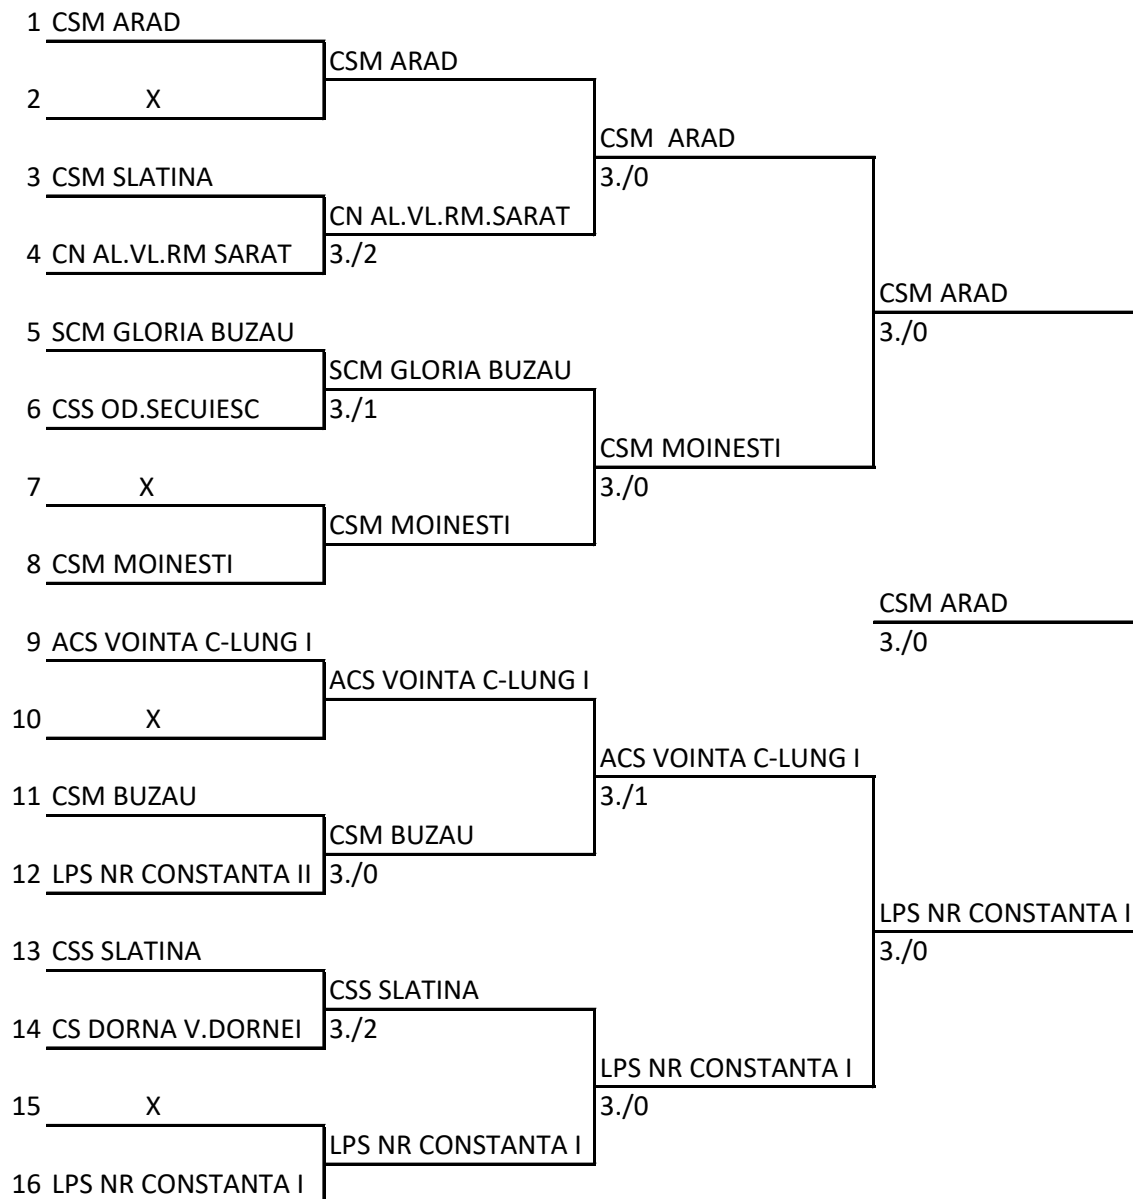 1 CSM ARAD
CSM ARAD
2 X
CSM  ARAD
3 CSM SLATINA
3./0
CN AL.VL.RM.SARAT
4 CN AL.VL.RM SARAT
3./2
CSM ARAD
5 SCM GLORIA BUZAU
3./0
SCM GLORIA BUZAU
6 CSS OD.SECUIESC
3./1
CSM MOINESTI
7 X
3./0
CSM MOINESTI
8 CSM MOINESTI
CSM ARAD
9 ACS VOINTA C-LUNG I
3./0
ACS VOINTA C-LUNG I
10 X
ACS VOINTA C-LUNG I
11 CSM BUZAU
3./1
CSM BUZAU
12 LPS NR CONSTANTA II
3./0
LPS NR CONSTANTA I
13 CSS SLATINA
3./0
CSS SLATINA
14 CS DORNA V.DORNEI
3./2
LPS NR CONSTANTA I
15 X
3./0
LPS NR CONSTANTA I
16 LPS NR CONSTANTA I